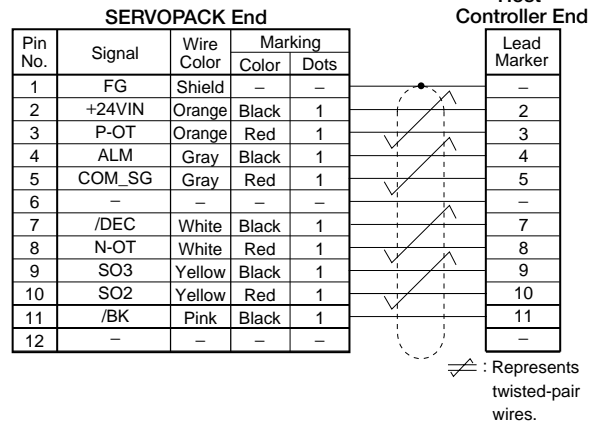 Host
SERVOPACK End
Controller End
Pin No. Signal Wire Color Marking Color Dots Lead Marker
1 FG Shield – – –
2 +24VIN Orange Black 1 2
3 P-OT Orange Red 1 3
4 ALM Gray Black 1 4
5 COM_SG Gray Red 1 5
6 – – – – –
7 /DEC White Black 1 7
8 N-OT White Red 1 8
9 SO3 Yellow Black 1 9
10 SO2 Yellow Red 1 10
11 /BK Pink Black 1 11
12 – – – – –
: Represents
twisted-pair
wires.